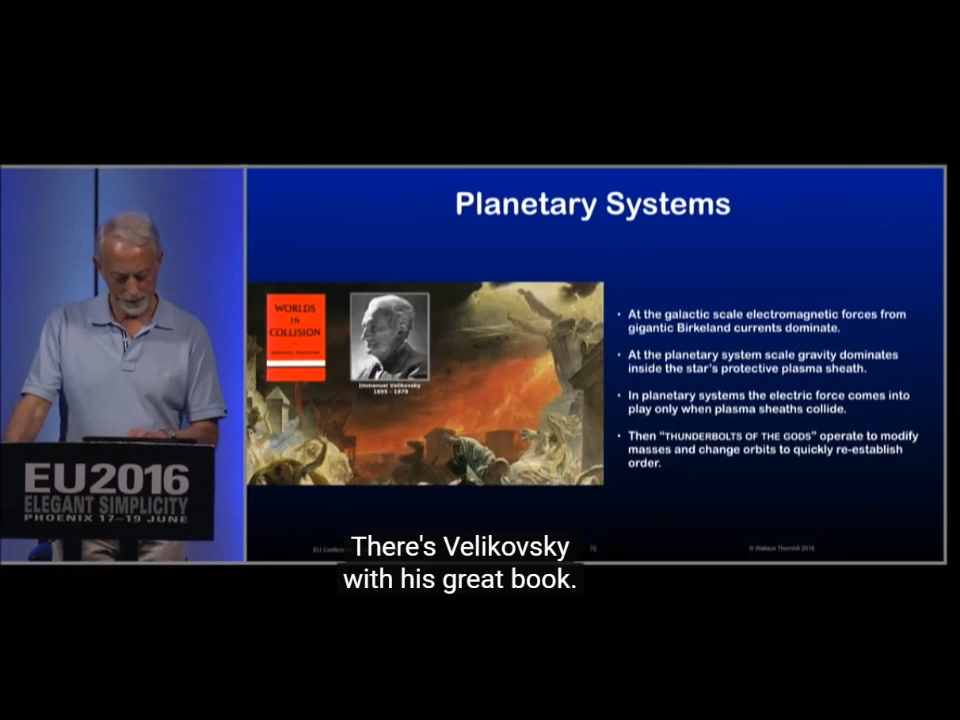 Planetary Systems
WORLDS
IN
COLLISION
Immanuel Velikovsky
1895 - 1979
• At the galactic scale electromagnetic forces from
gigantic Birkeland currents dominate.
• At the planetary system scale gravity dominates
inside the star's protective plasma sheath.
• In planetary systems the electric force comes into
play only when plasma sheaths collide.
• Then "THUNDERBOLTS OF THE GODS" operate to modify
masses and change orbits to quickly re-establish
order.
EU2016
ELEGANT SIMPLICITY
PHOENIX 17–19 JUNE
76
© Wallace Thornhill 2016
There's Velikovsky
with his great book.